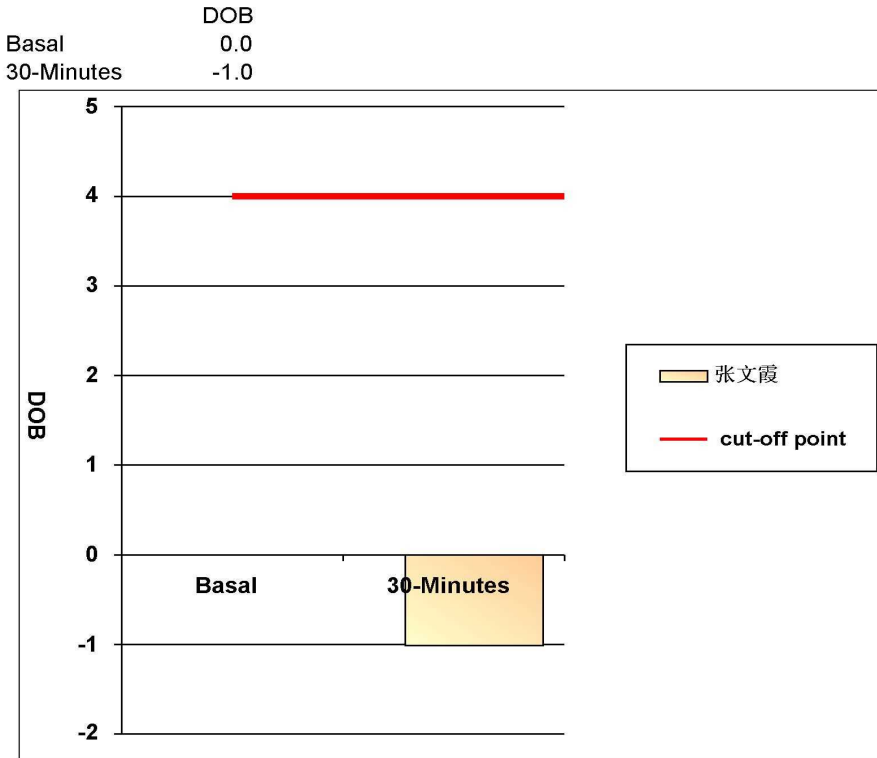 DOB
Basal 0.0
30-Minutes -1.0
5
4
3
2
1
0
-1
-2
DOB
Basal 30-Minutes
张文霞
cut-off point